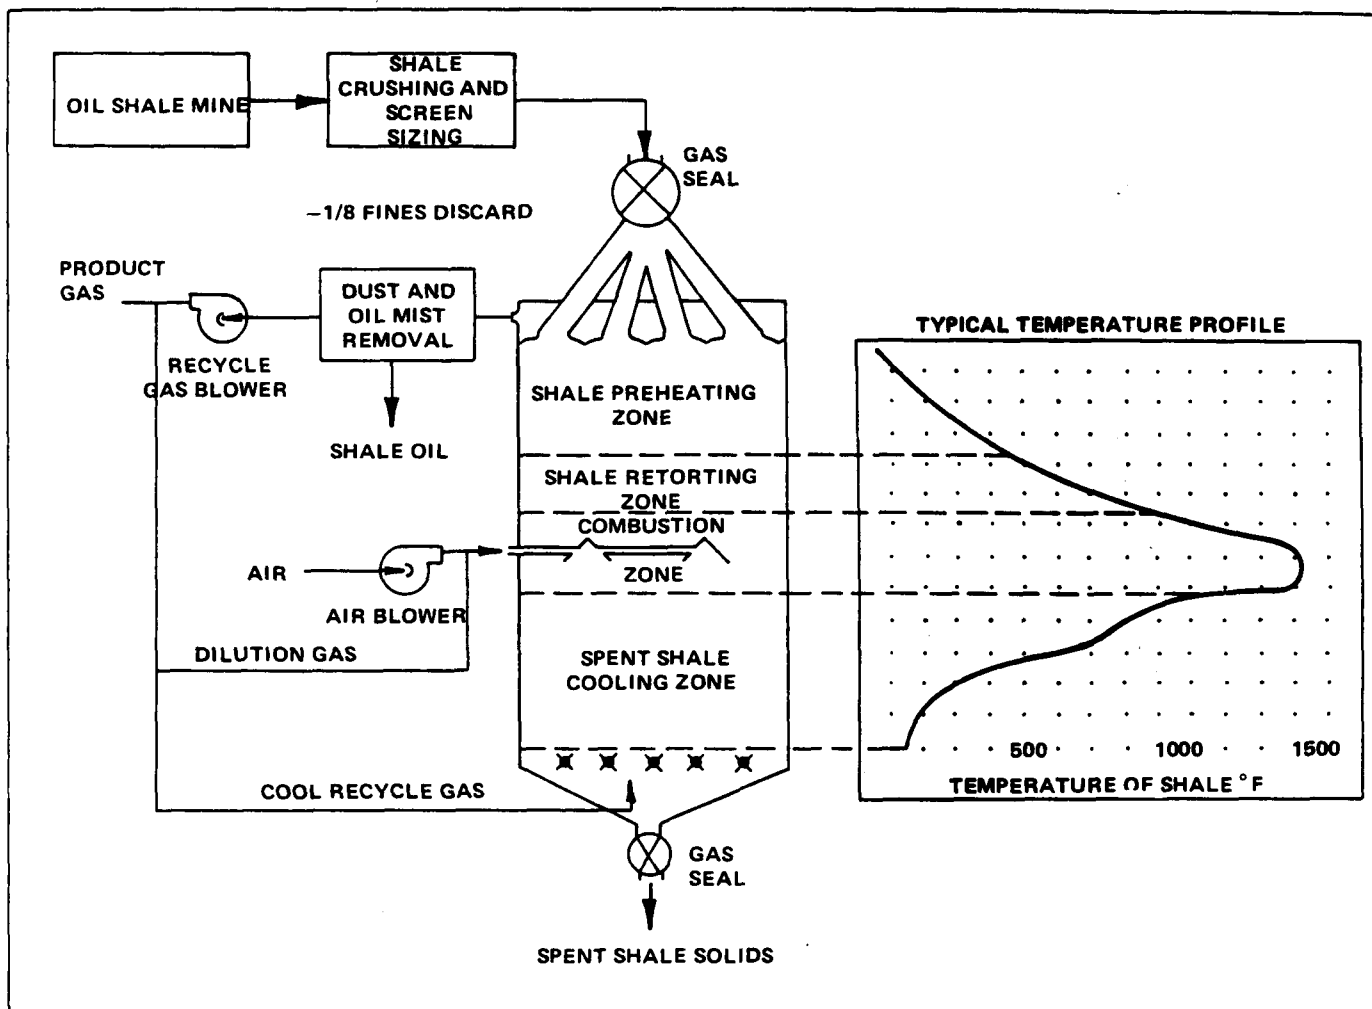 OIL SHALE MINE
SHALE
CRUSHING AND
SCREEN
SIZING
GAS
SEAL
-1/8 FINES DISCARD
PRODUCT
GAS
DUST AND
OIL MIST
REMOVAL
RECYCLE
GAS BLOWER
SHALE OIL
SHALE PREHEATING
ZONE
SHALE RETORTING
ZONE
COMBUSTION
ZONE
AIR
AIR BLOWER
DILUTION GAS
SPENT SHALE
COOLING ZONE
COOL RECYCLE GAS
GAS
SEAL
SPENT SHALE SOLIDS
TYPICAL TEMPERATURE PROFILE
500 1000 1500
TEMPERATURE OF SHALE °F